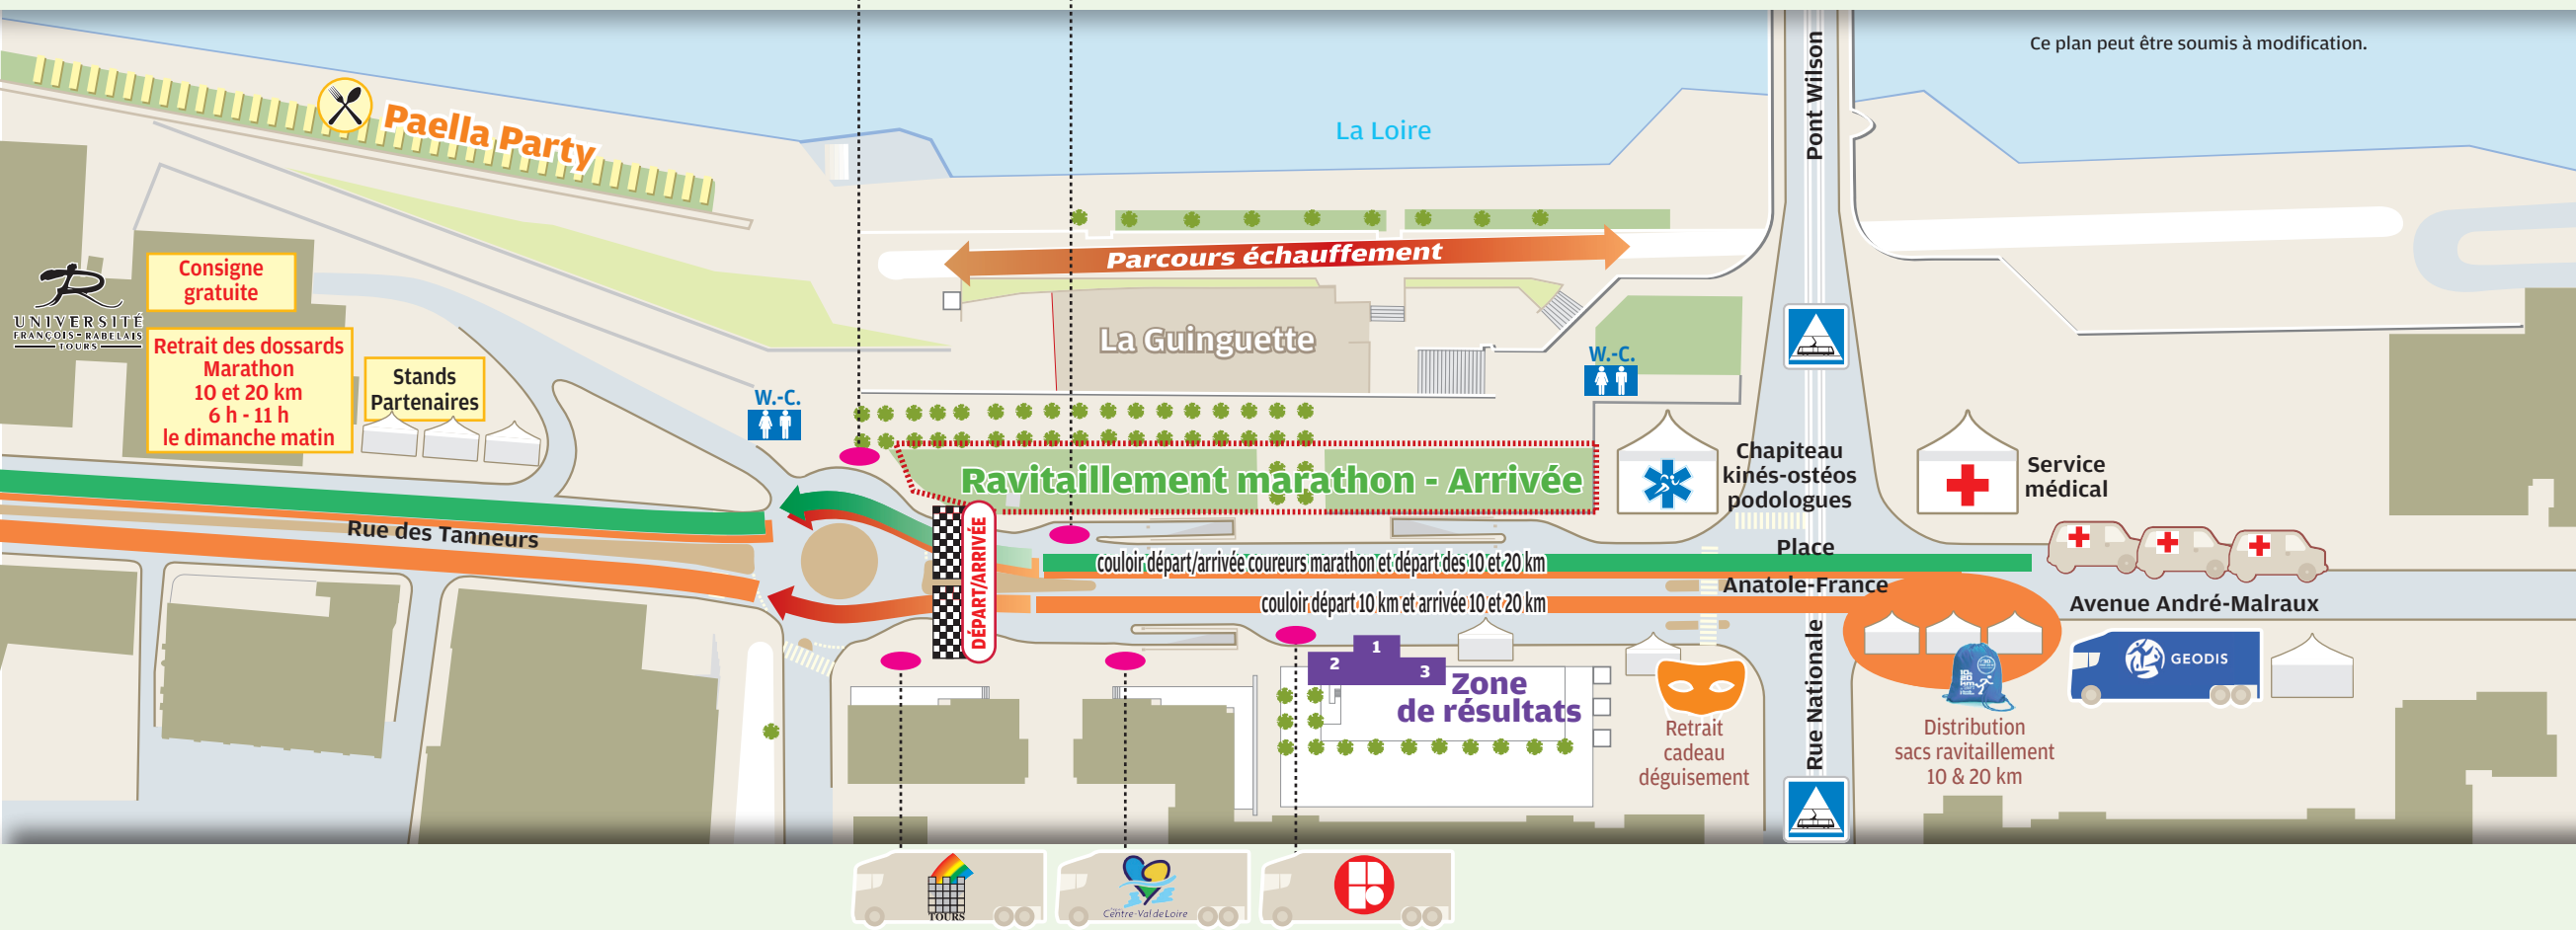 Ce plan peut être soumis à modification.
Pont Wilson
La Loire
Paella Party
Parcours échauffement
Consigne
gratuite
UNIVERSITÉ
FRANÇOIS-RABELAIS
TOURS
Retrait des dossards
Marathon
10 et 20 km
6 h - 11 h
le dimanche matin
Stands
Partenaires
La Guinguette
W.-C.
W.-C.
Ravitaillement marathon - Arrivée
Chapiteau
kinés-ostéos
podologues
Service
médical
Rue des Tanneurs
DÉPART/ARRIVÉE
couloir départ/arrivée coureurs marathon et départ des 10 et 20 km
couloir départ 10 km et arrivée 10 et 20 km
Place
Anatole-France
Avenue André-Malraux
1
2
3
Zone
de résultats
Retrait
cadeau
déguisement
Rue Nationale
Distribution
sacs ravitaillement
10 & 20 km
GEODIS
TOURS
Centre-Val de Loire